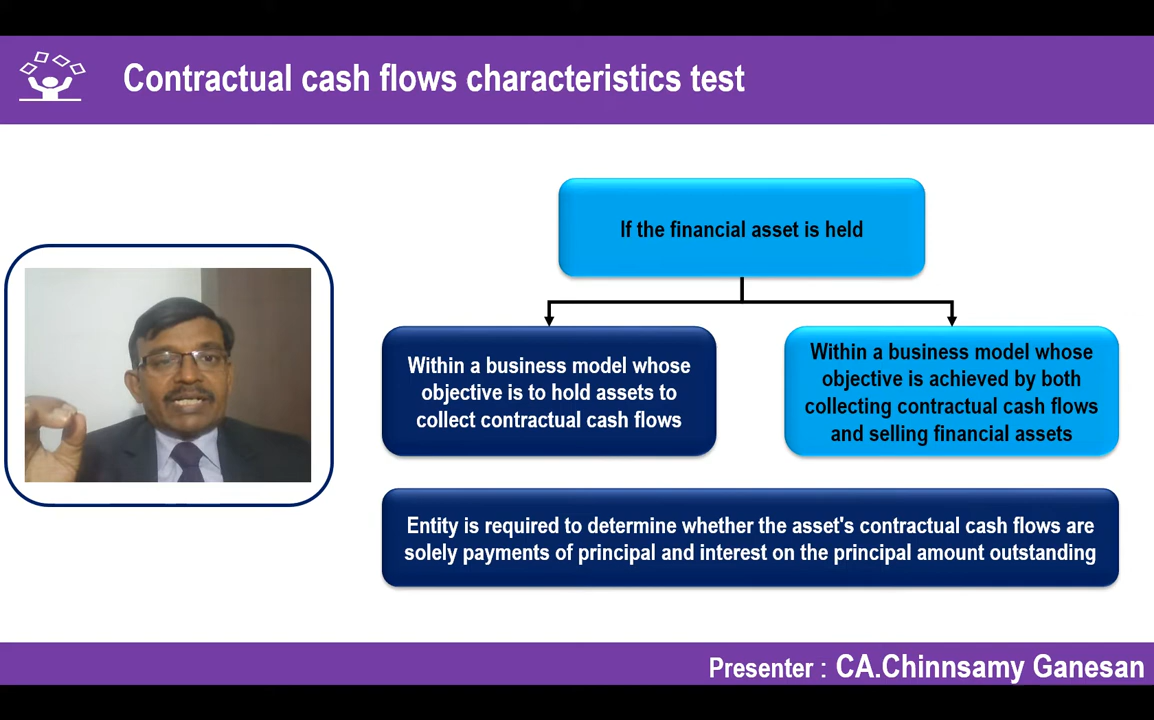 Contractual cash flows characteristics test
If the financial asset is held
Within a business model whose
objective is to hold assets to
collect contractual cash flows
Within a business model whose
objective is achieved by both
collecting contractual cash flows
and selling financial assets
Entity is required to determine whether the asset's contractual cash flows are
solely payments of principal and interest on the principal amount outstanding
Presenter : CA.Chinnsamy Ganesan